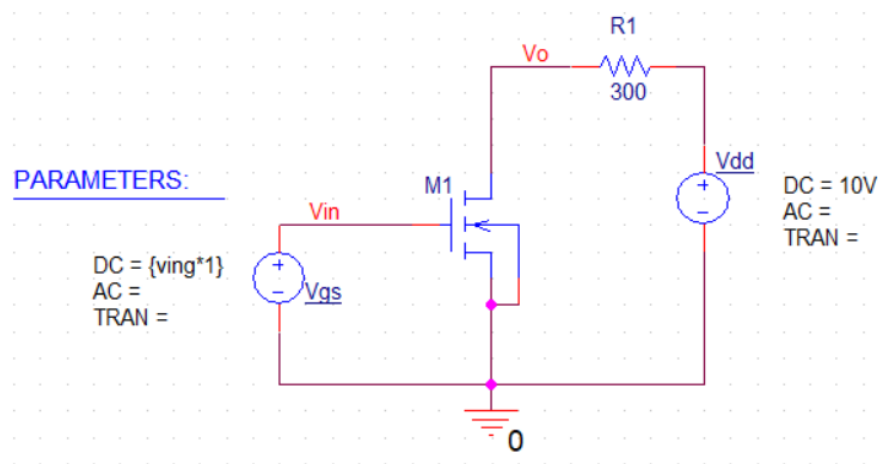 R1
Vo
300
Vdd
PARAMETERS:
M1
DC = 10V
AC =
TRAN =
Vin
DC = {ving*1}
AC =
TRAN =
Vgs
0